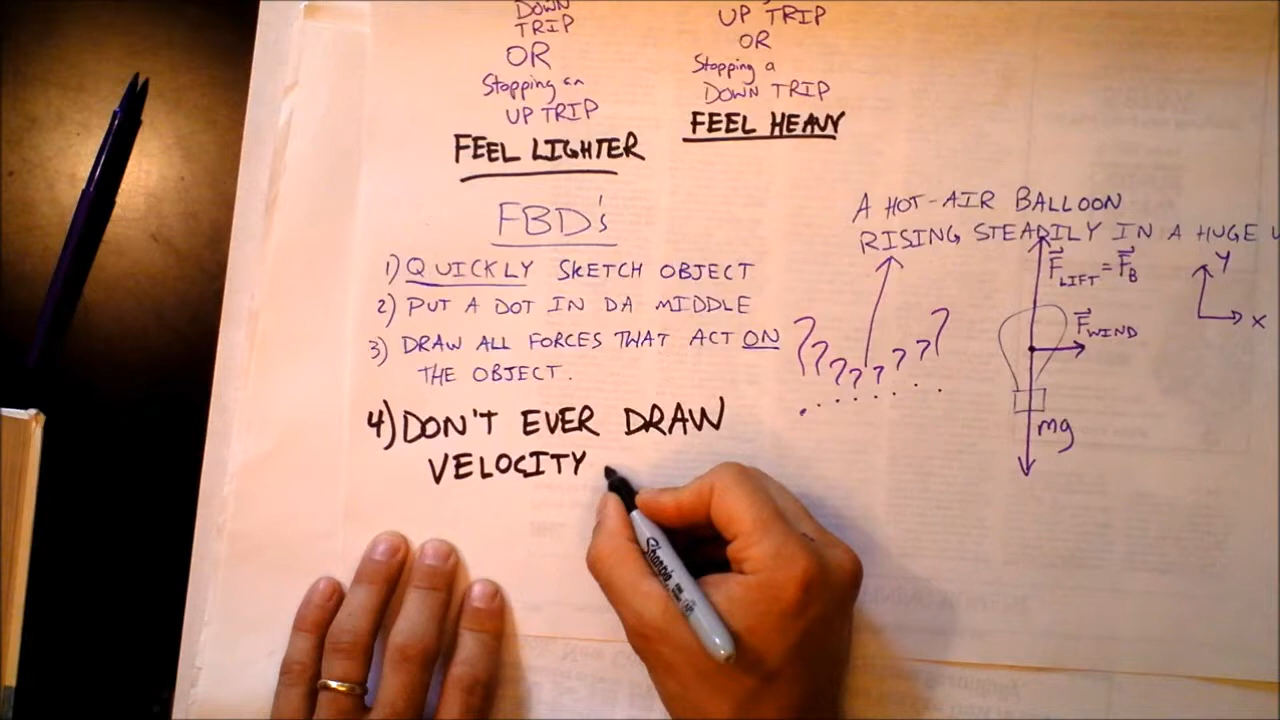 DOWN
TRIP
OR
Stopping an
UP TRIP
FEEL LIGHTER
UP TRIP
OR
Stopping a
DOWN TRIP
FEEL HEAVY
FBD's
1) QUICKLY SKETCH OBJECT
2) PUT A DOT IN DA MIDDLE
3) DRAW ALL FORCES THAT ACT ON
THE OBJECT.
4) DON'T EVER DRAW
VELOCITY
A HOT-AIR BALLOON
RISING STEADILY IN A HUGE
F⃗LIFT = F⃗B
F⃗WIND
mg
Y
X
? ? ? ? ? ? ? ?
Sharpie